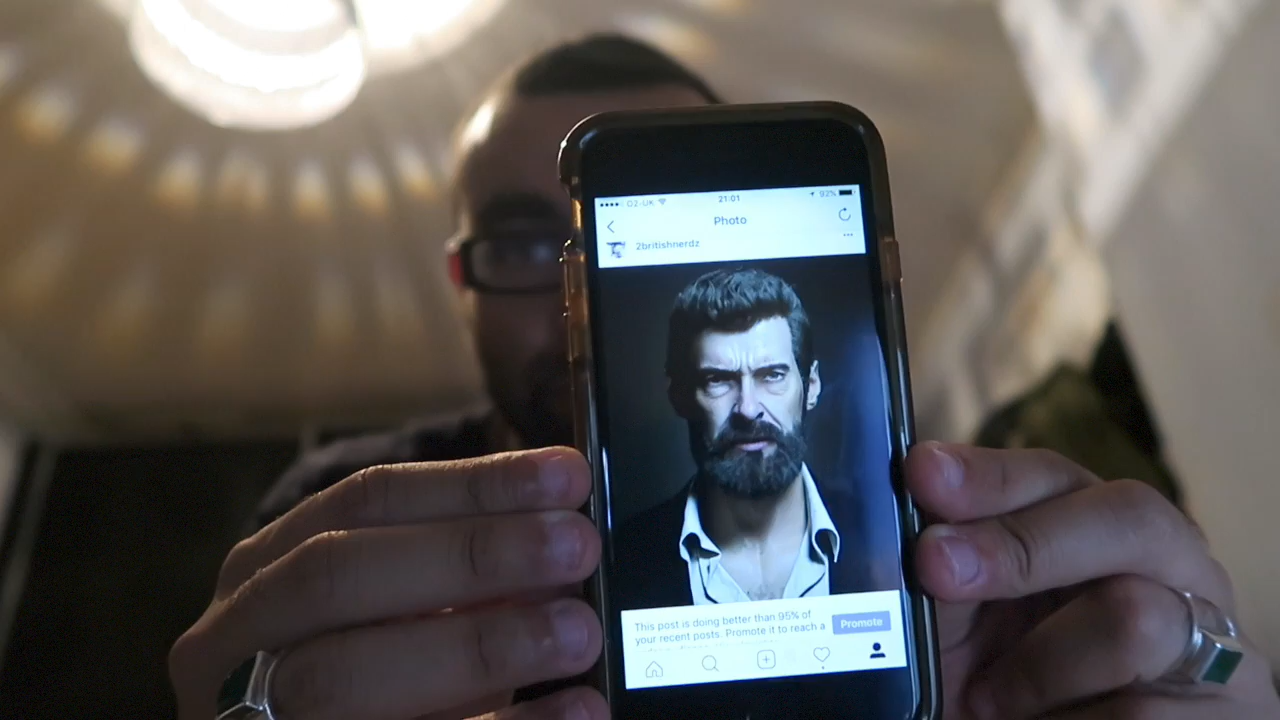 O2-UK 21:01 92%
Photo
2britishnerdz
This post is doing better than 95% of
your recent posts. Promote it to reach a
Promote